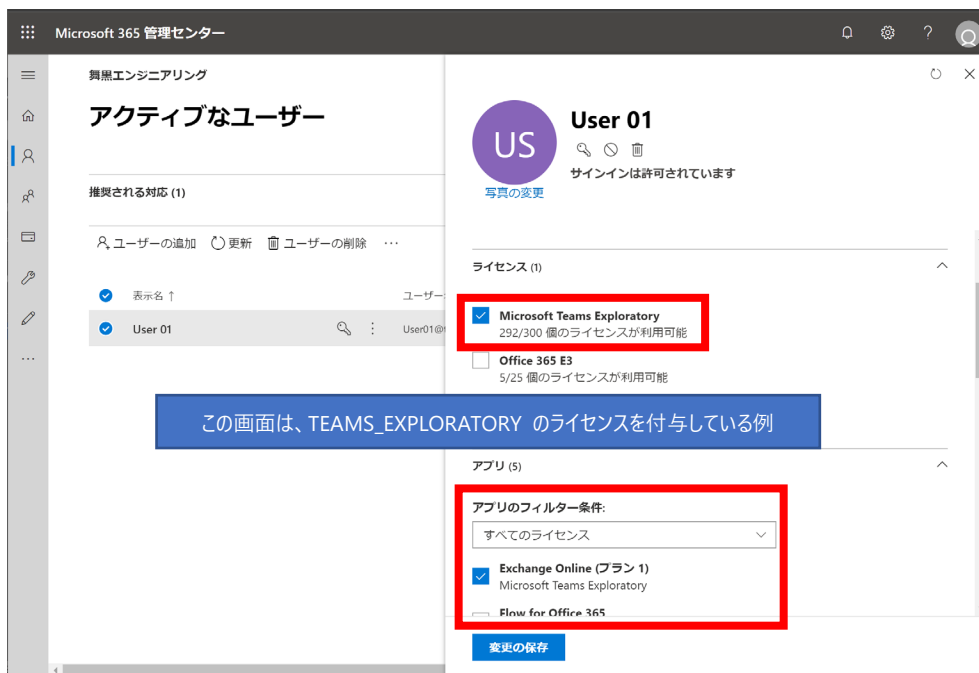 Microsoft 365 管理センター
舞黒エンジニアリング
アクティブなユーザー
推奨される対応 (1)
ユーザーの追加 更新 ユーザーの削除 ...
表示名 ↑ ユーザー
User 01 User01@
US
写真の変更
User 01
サインインは許可されています
ライセンス (1)
Microsoft Teams Exploratory
292/300 個のライセンスが利用可能
Office 365 E3
5/25 個のライセンスが利用可能
この画面は、TEAMS_EXPLORATORY のライセンスを付与している例
アプリ (5)
アプリのフィルター条件:
すべてのライセンス
Exchange Online (プラン 1)
Microsoft Teams Exploratory
Flow for Office 365
変更の保存